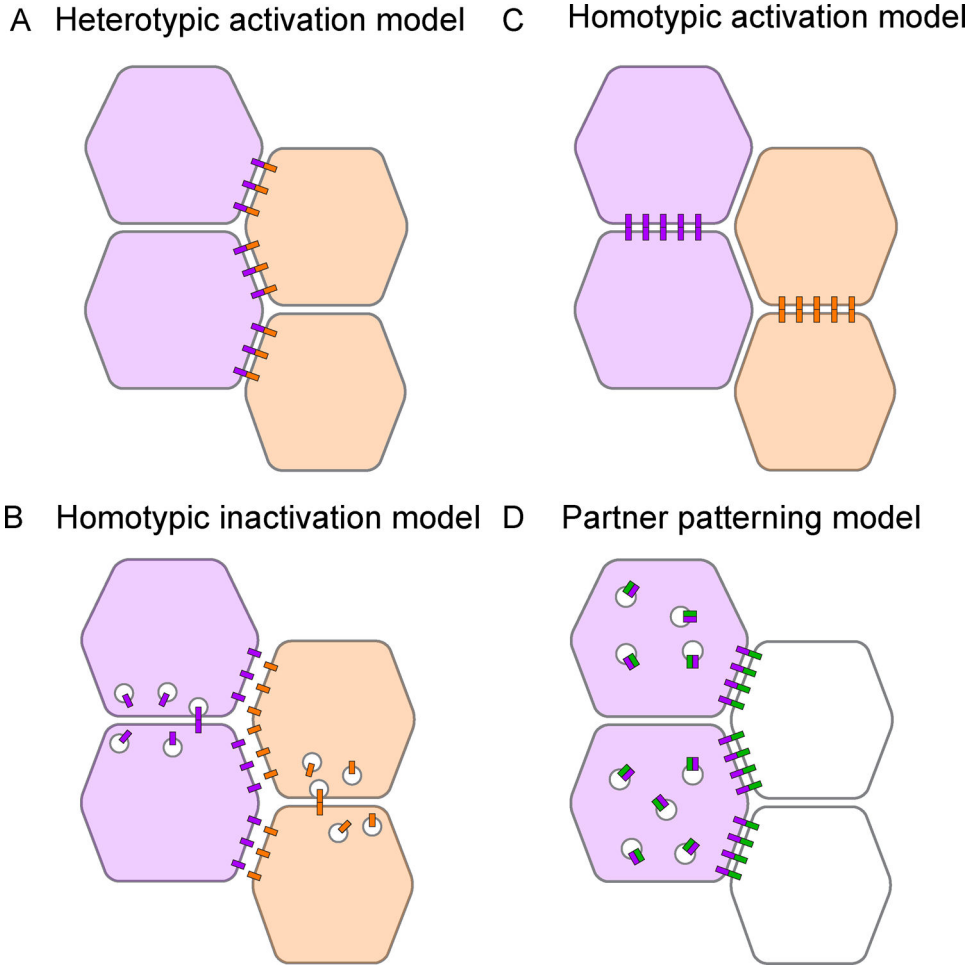 A Heterotypic activation model
C Homotypic activation model
B Homotypic inactivation model
D Partner patterning model